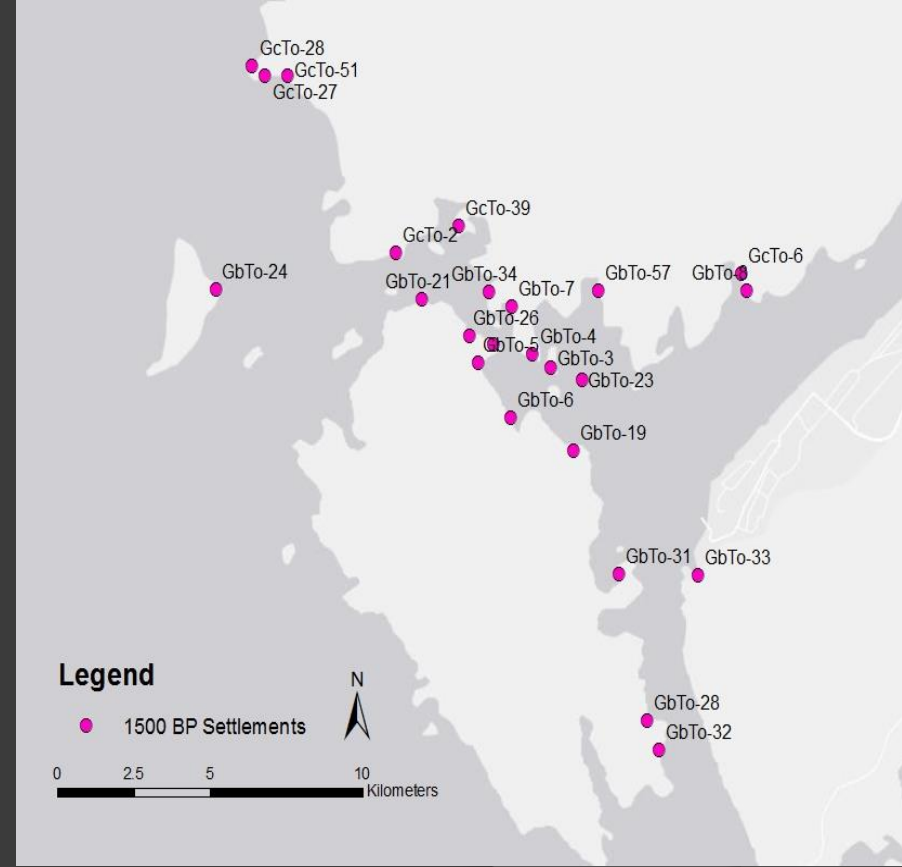 GcTo-28
GcTo-51
GcTo-27
GcTo-39
GcTo-2
GcTo-6
GbTo-24
GbTo-21
GbTo-34
GbTo-57
GbTo-8
GbTo-7
GbTo-26
GbTo-4
GbTo-5
GbTo-3
GbTo-23
GbTo-6
GbTo-19
GbTo-31
GbTo-33
GbTo-28
GbTo-32
Legend
N
1500 BP Settlements
0 2.5 5 10
Kilometers